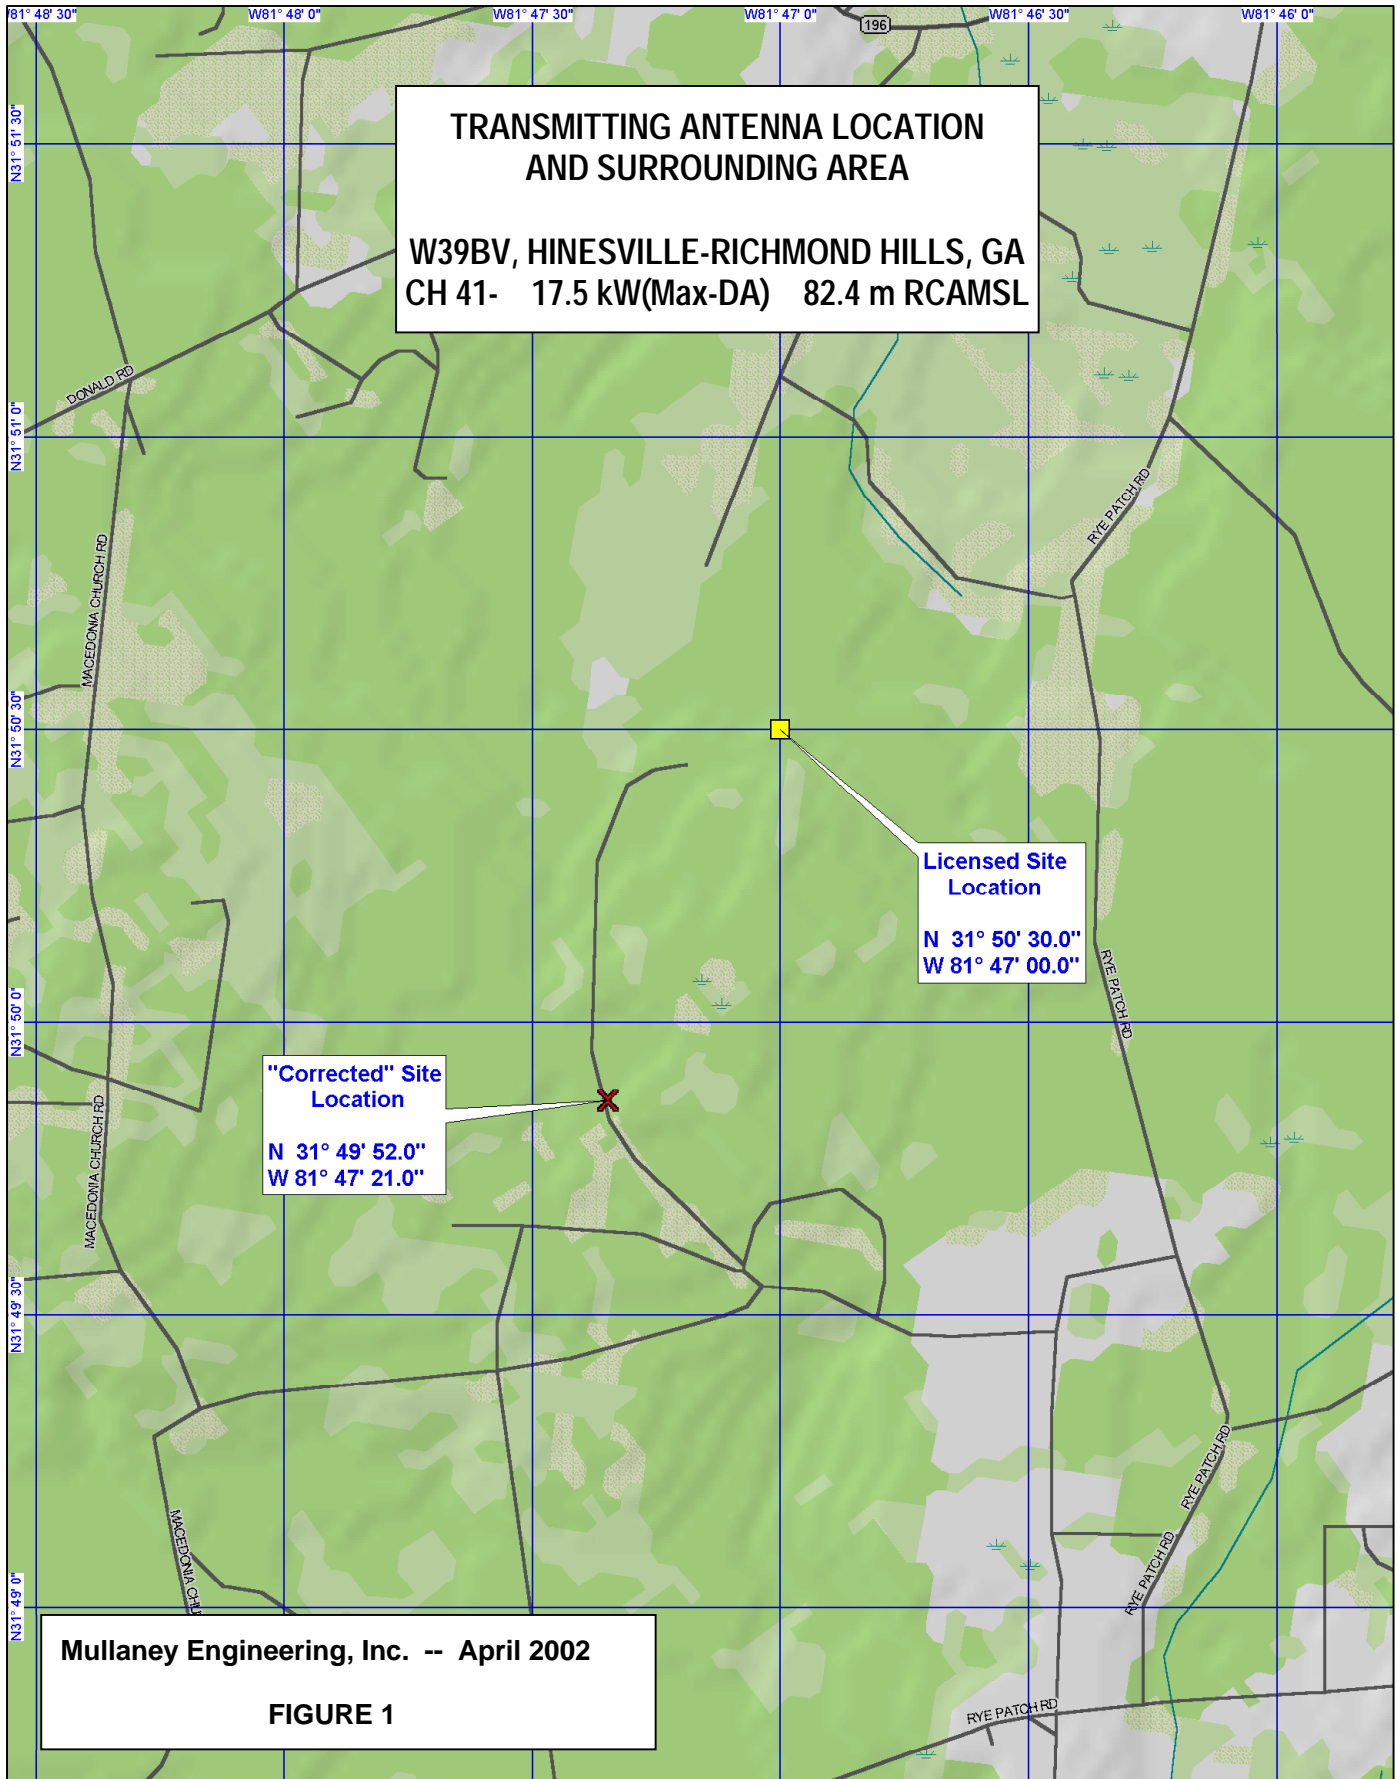 /81° 48' 30"
W81° 48' 0"
W81° 47' 30"
W81° 47' 0"
W81° 46' 30"
W81° 46' 0"
196
TRANSMITTING ANTENNA LOCATION
AND SURROUNDING AREA
W39BV, HINESVILLE-RICHMOND HILLS, GA
CH 41- 17.5 kW(Max-DA) 82.4 m RCAMSL
N31° 51' 30"
DONALD RD
N31° 51' 0"
RYE PATCH RD
MACEDONIA CHURCH RD
N31° 50' 30"
Licensed Site
Location
N 31° 50' 30.0"
W 81° 47' 00.0"
RYE PATCH RD
N31° 50' 0"
"Corrected" Site
Location
N 31° 49' 52.0"
W 81° 47' 21.0"
MACEDONIA CHURCH RD
N31° 49' 30"
RYE PATCH RD
MACEDONIA CHU
RYE PATCH RD
N31° 49' 0"
Mullaney Engineering, Inc. -- April 2002
FIGURE 1
RYE PATCH RD